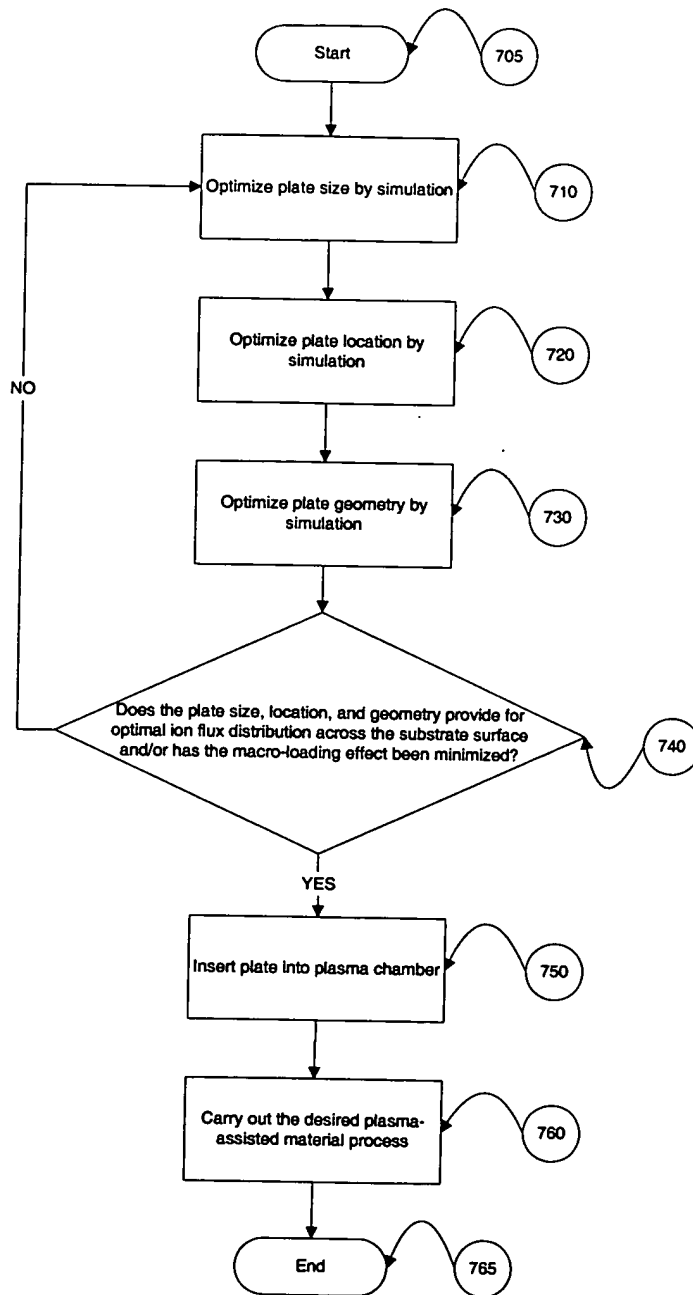 Start
705
Optimize plate size by simulation
710
Optimize plate location by
simulation
720
NO
Optimize plate geometry by
simulation
730
Does the plate size, location, and geometry provide for
optimal ion flux distribution across the substrate surface
and/or has the macro-loading effect been minimized?
740
YES
Insert plate into plasma chamber
750
Carry out the desired plasma-
assisted material process
760
End
765